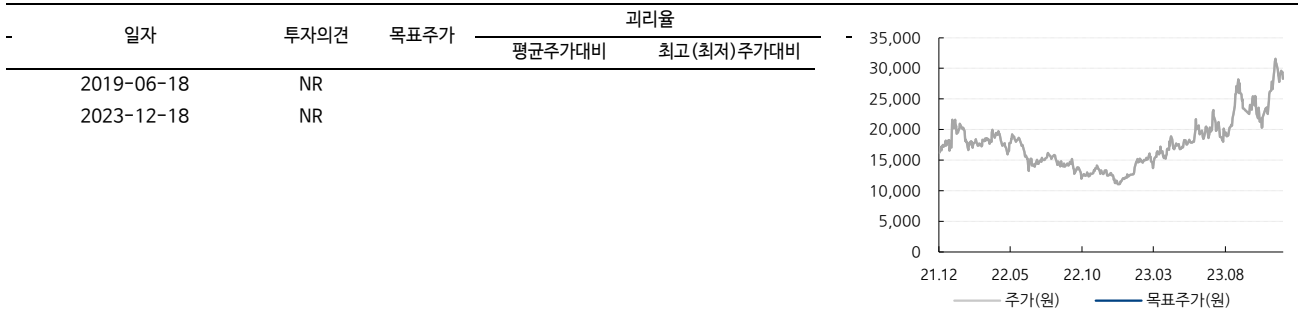 일자 투자의견 목표주가 괴리율
평균주가대비 최고(최저)주가대비
2019-06-18 NR
2023-12-18 NR
35,000
30,000
25,000
20,000
15,000
10,000
5,000
0
21.12 22.05 22.10 23.03 23.08
주가(원) 목표주가(원)